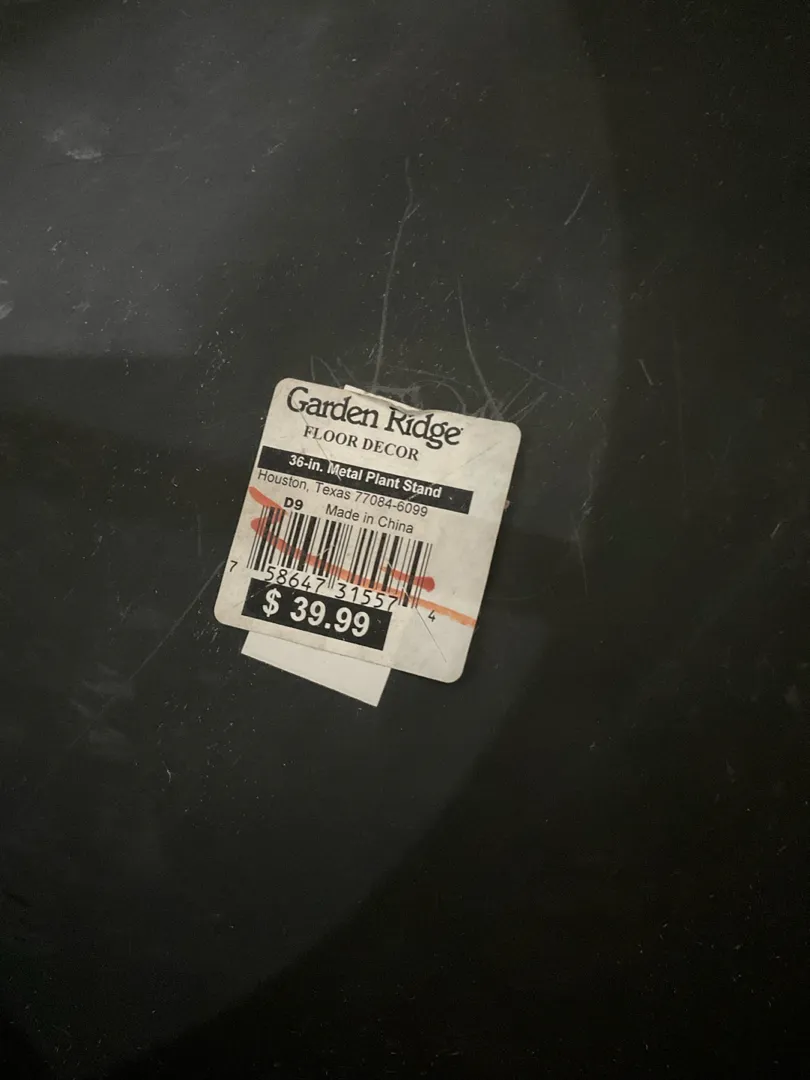 Garden Ridge
FLOOR DECOR
36-in. Metal Plant Stand
Houston, Texas 77084-6099
D9 Made in China
7 58647 31557 4
$ 39.99